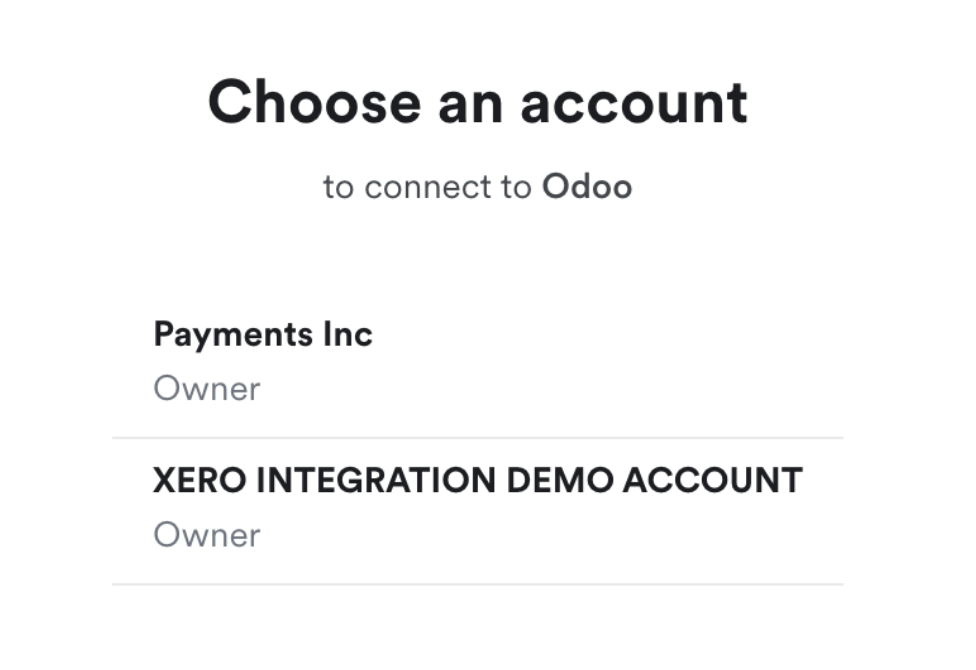 Choose an account
to connect to Odoo
Payments Inc
Owner
XERO INTEGRATION DEMO ACCOUNT
Owner